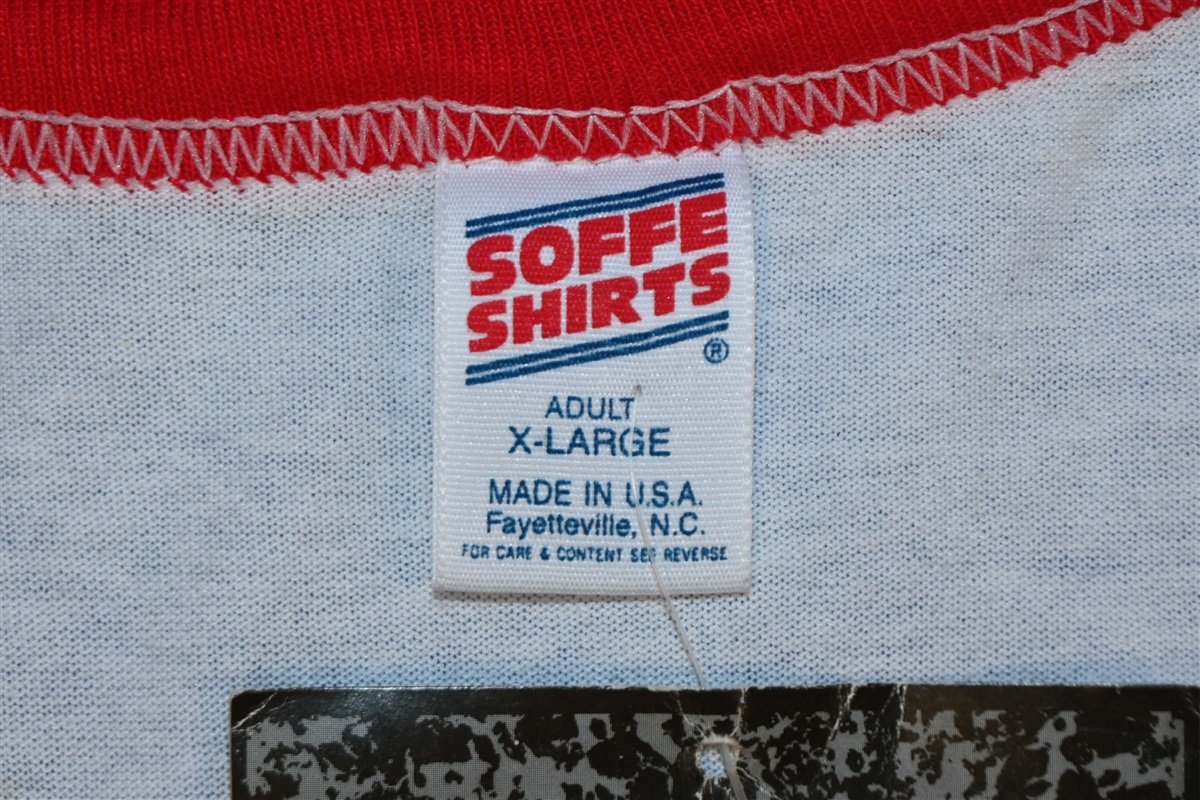 SOFFE
SHIRTS
®
ADULT
X-LARGE
MADE IN U.S.A.
Fayetteville, N.C.
FOR CARE & CONTENT SEE REVERSE